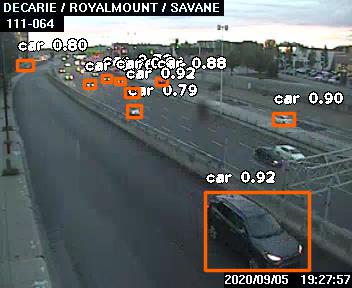 DECARIE / ROYALMOUNT / SAVANE
111-064
car 0.80
car 0.88
car 0.92
car 0.79
car 0.90
car 0.92
2020/09/05 19:27:57